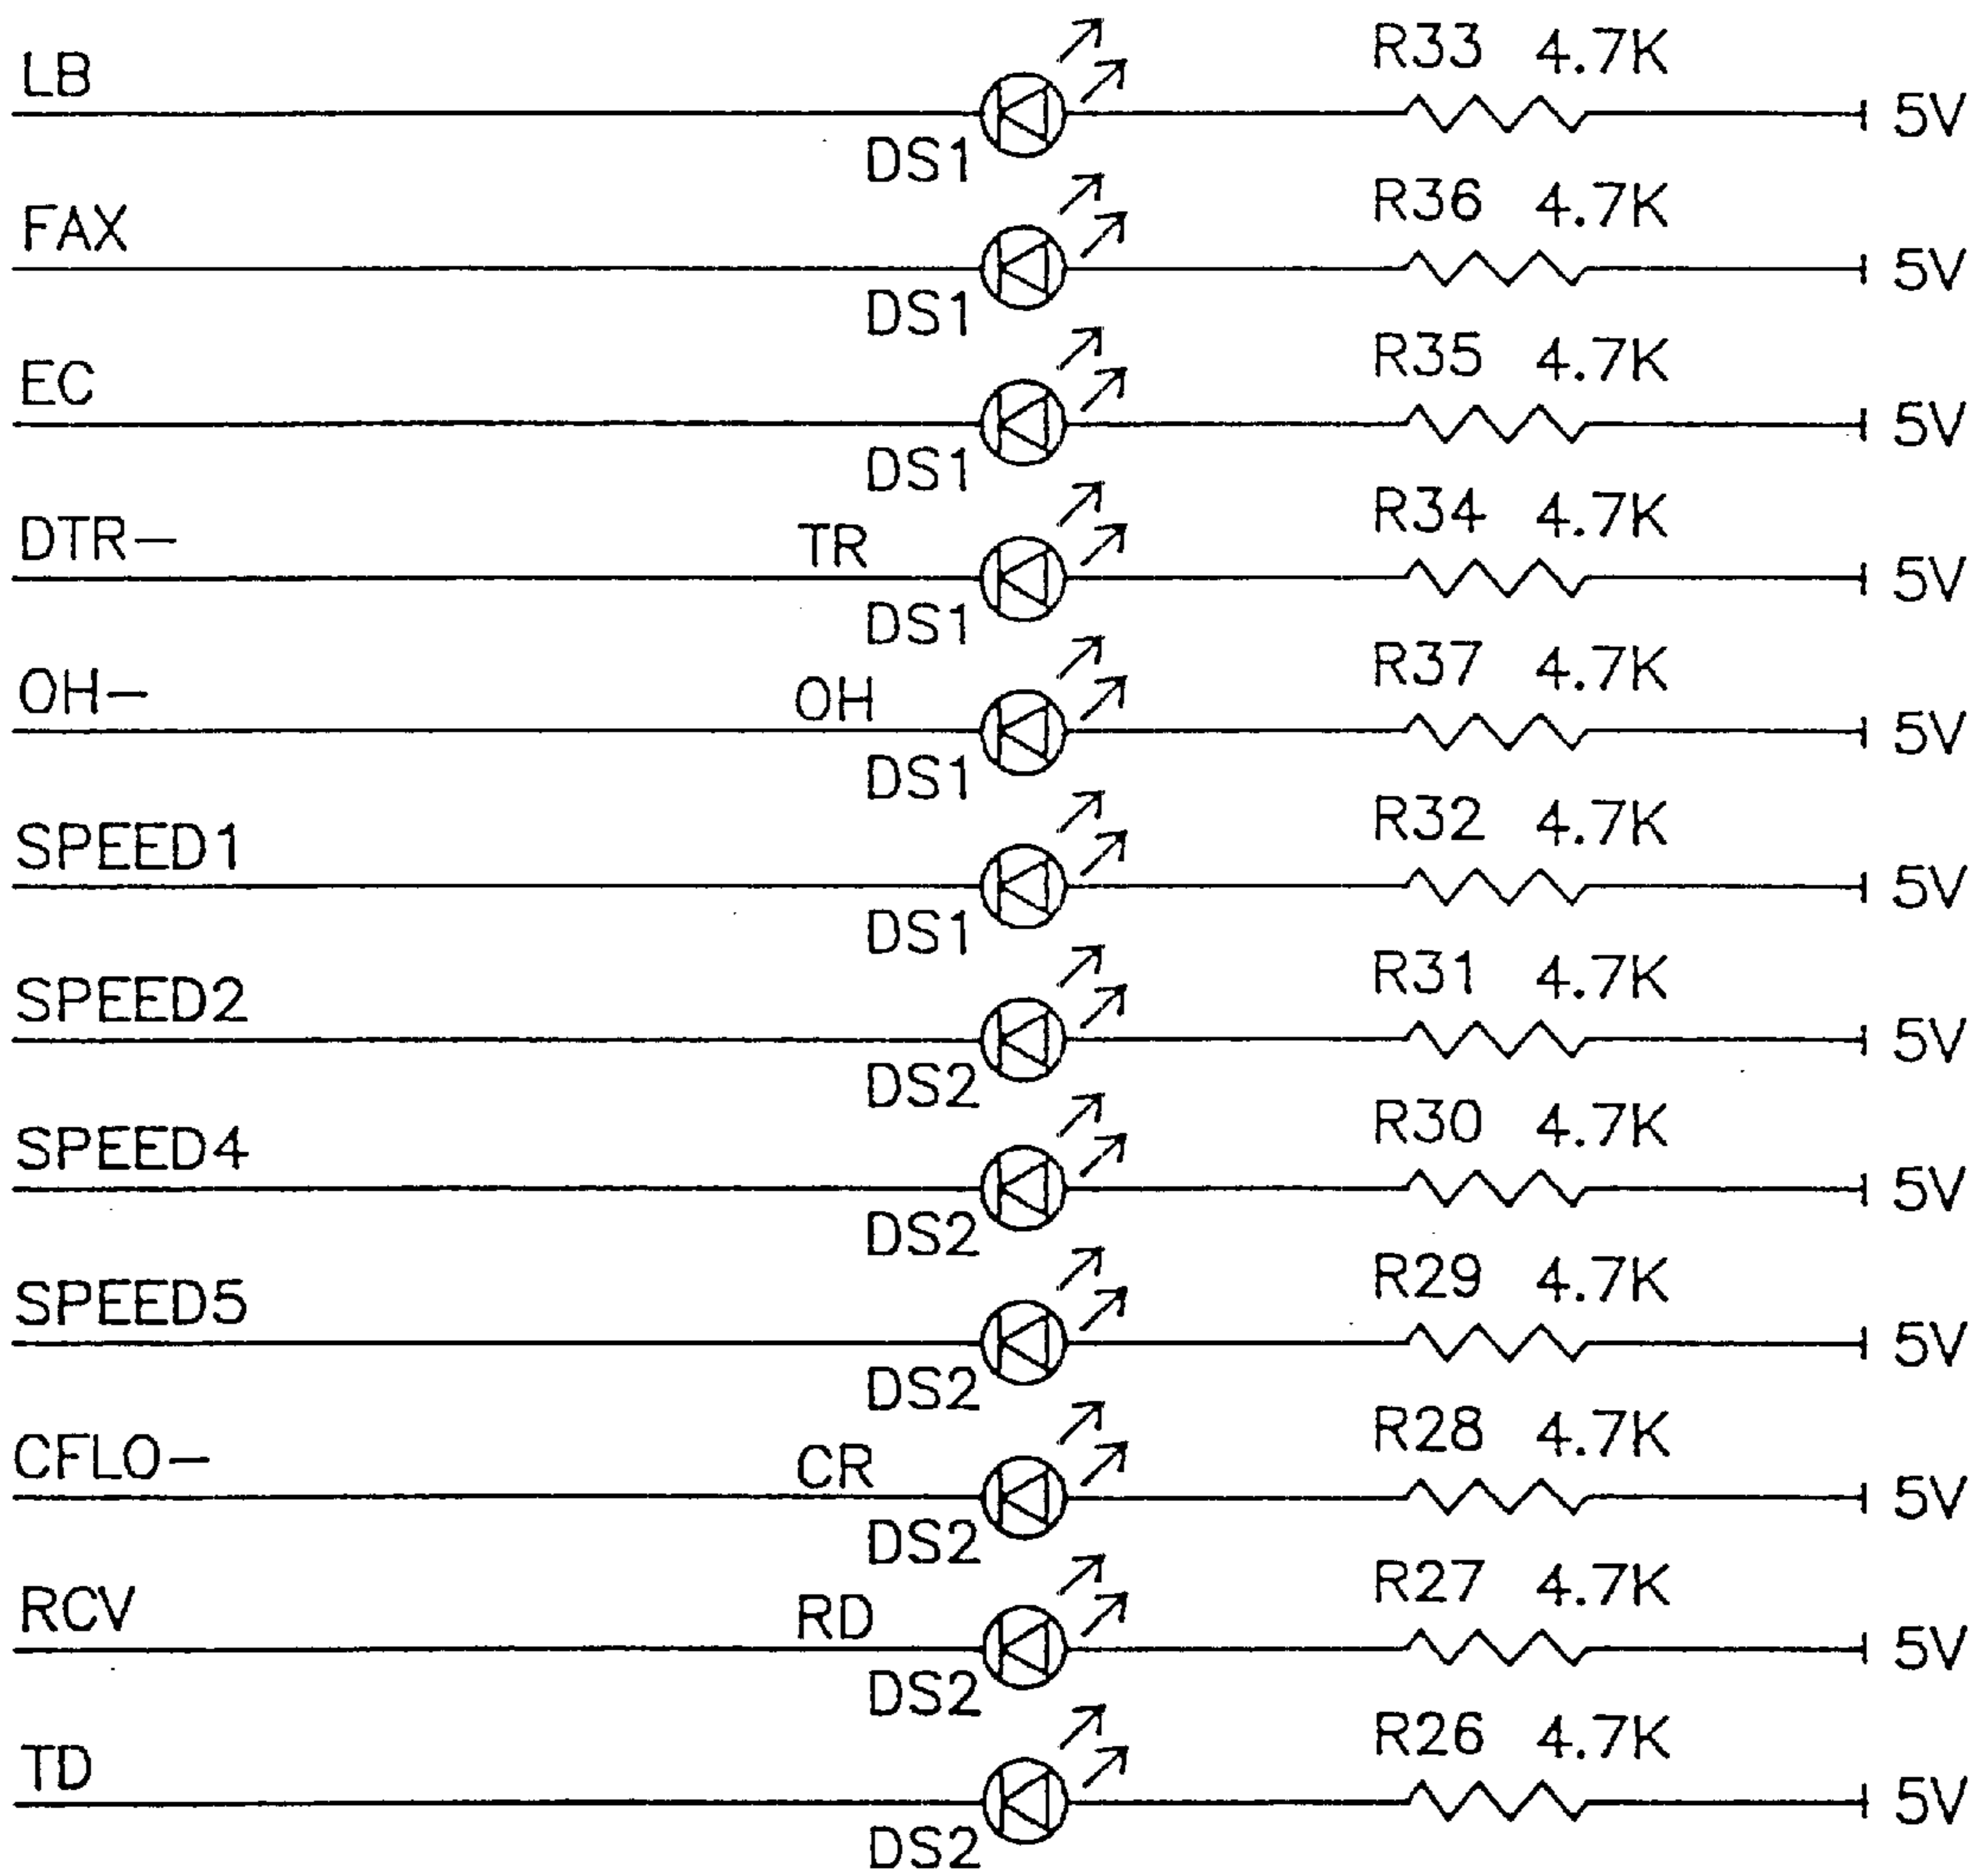 LB R33 4.7K
5V
DS1
FAX R36 4.7K
5V
DS1
EC R35 4.7K
5V
DS1
DTR– TR R34 4.7K
5V
DS1
OH– OH R37 4.7K
5V
DS1
SPEED1 R32 4.7K
5V
DS1
SPEED2 R31 4.7K
5V
DS2
SPEED4 R30 4.7K
5V
DS2
SPEED5 R29 4.7K
5V
DS2
CFLO– CR R28 4.7K
5V
DS2
RCV RD R27 4.7K
5V
DS2
TD R26 4.7K
5V
DS2